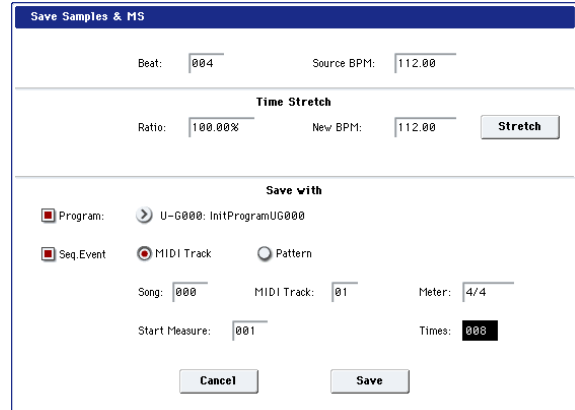 Save Samples & MS
Beat: 004 Source BPM: 112.00
Time Stretch
Ratio: 100.00% New BPM: 112.00 Stretch
Save with
Program: U-G000: InitProgramUG000
Seq.Event MIDI Track Pattern
Song: 000 MIDI Track: 01 Meter: 4/4
Start Measure: 001 Times: 008
Cancel Save